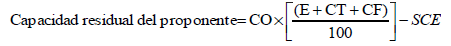 Capacidad residual del proponente= CO×[(E+CT+CF)/100]−SCE